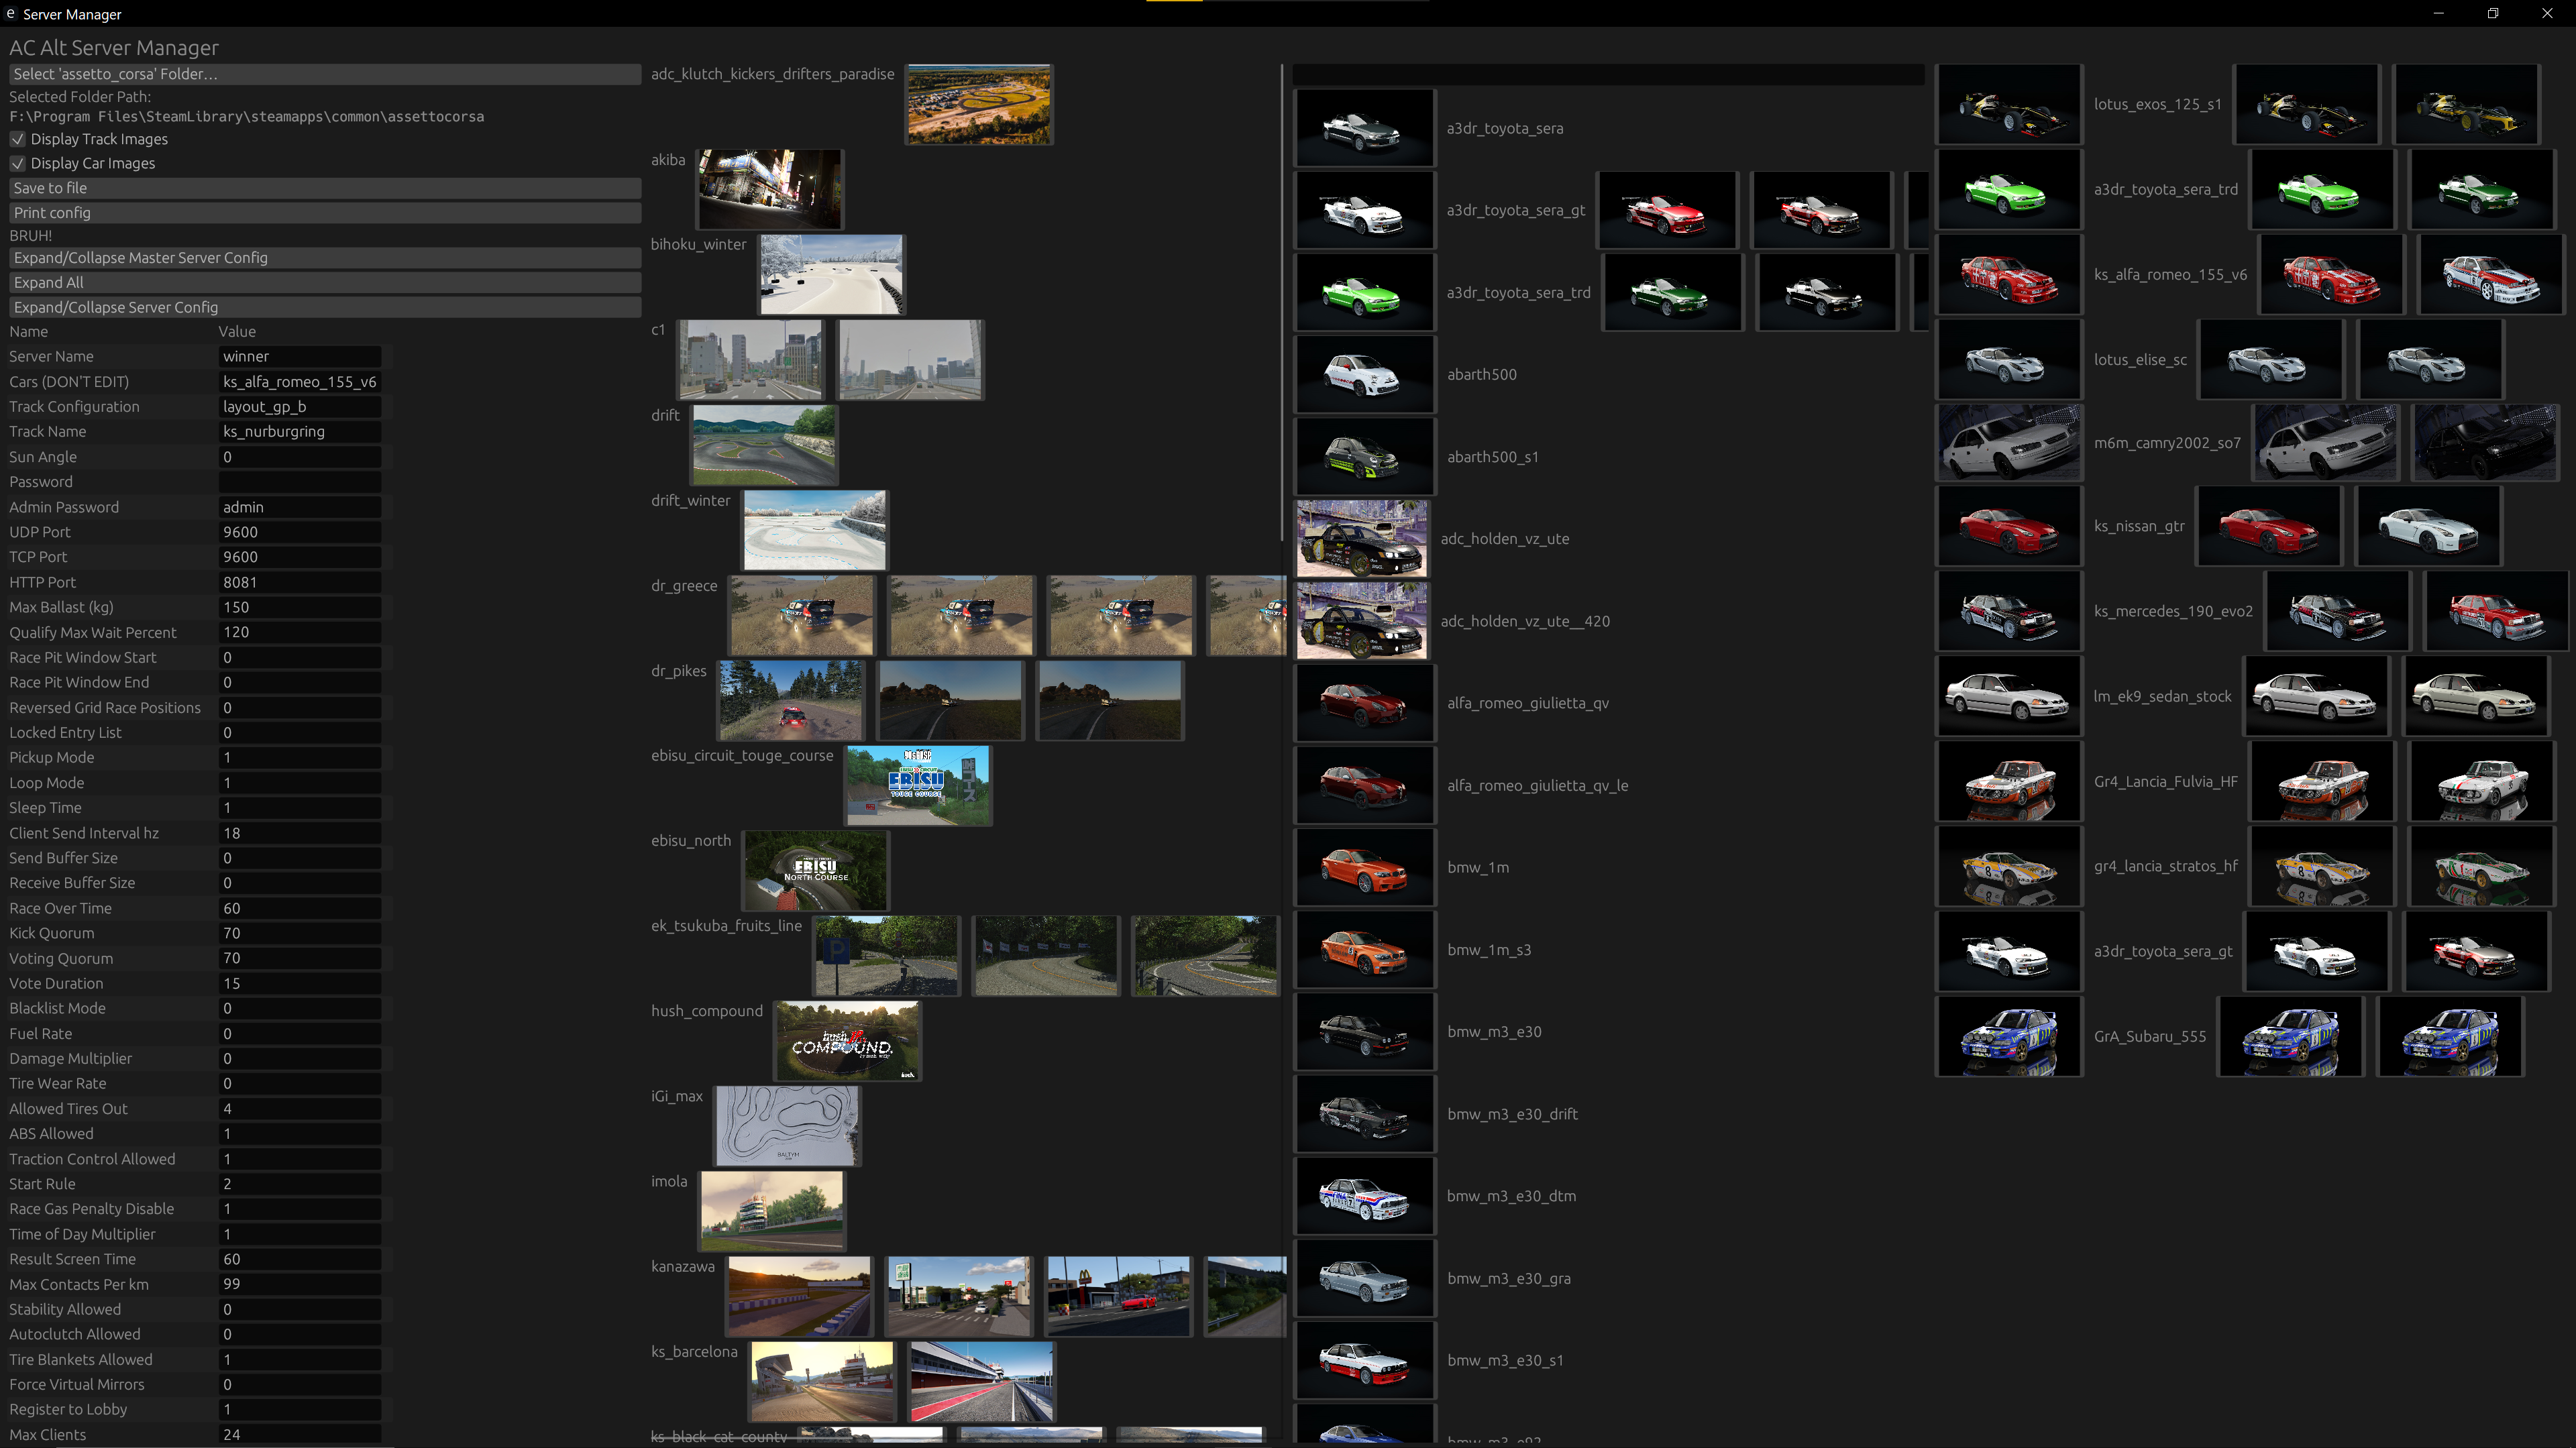 e Server Manager
AC Alt Server Manager
Select 'assetto_corsa' Folder...
Selected Folder Path:
F:\Program Files\SteamLibrary\steamapps\common\assettocorsa
Display Track Images
Display Car Images
Save to file
Print config
BRUH!
Expand/Collapse Master Server Config
Expand All
Expand/Collapse Server Config
Name Value
Server Name winner
Cars (DON'T EDIT) ks_alfa_romeo_155_v6
Track Configuration layout_gp_b
Track Name ks_nurburgring
Sun Angle 0
Password
Admin Password admin
UDP Port 9600
TCP Port 9600
HTTP Port 8081
Max Ballast (kg) 150
Qualify Max Wait Percent 120
Race Pit Window Start 0
Race Pit Window End 0
Reversed Grid Race Positions 0
Locked Entry List 0
Pickup Mode 1
Loop Mode 1
Sleep Time 1
Client Send Interval hz 18
Send Buffer Size 0
Receive Buffer Size 0
Race Over Time 60
Kick Quorum 70
Voting Quorum 70
Vote Duration 15
Blacklist Mode 0
Fuel Rate 0
Damage Multiplier 0
Tire Wear Rate 0
Allowed Tires Out 4
ABS Allowed 1
Traction Control Allowed 1
Start Rule 2
Race Gas Penalty Disable 1
Time of Day Multiplier 1
Result Screen Time 60
Max Contacts Per km 99
Stability Allowed 0
Autoclutch Allowed 0
Tire Blankets Allowed 1
Force Virtual Mirrors 0
Register to Lobby 1
Max Clients 24
adc_klutch_kickers_drifters_paradise
akiba
bihoku_winter
c1
drift
drift_winter
dr_greece
dr_pikes
ebisu_circuit_touge_course
EBISU
TOUGE COURSE
ebisu_north
EBISU
NORTH COURSE
ek_tsukuba_fruits_line
P
hush_compound
hush
COMPOUND.
iGi_max
BALTYM
imola
kanazawa
ks_barcelona
ks_black_cat_county
a3dr_toyota_sera
a3dr_toyota_sera_gt
a3dr_toyota_sera_trd
abarth500
abarth500_s1
adc_holden_vz_ute
adc_holden_vz_ute__420
alfa_romeo_giulietta_qv
alfa_romeo_giulietta_qv_le
bmw_1m
bmw_1m_s3
bmw_m3_e30
bmw_m3_e30_drift
bmw_m3_e30_dtm
bmw_m3_e30_gra
bmw_m3_e30_s1
bmw_m3_e92
lotus_exos_125_s1
a3dr_toyota_sera_trd
ks_alfa_romeo_155_v6
lotus_elise_sc
m6m_camry2002_so7
ks_nissan_gtr
ks_mercedes_190_evo2
lm_ek9_sedan_stock
Gr4_Lancia_Fulvia_HF
gr4_lancia_stratos_hf
a3dr_toyota_sera_gt
GrA_Subaru_555